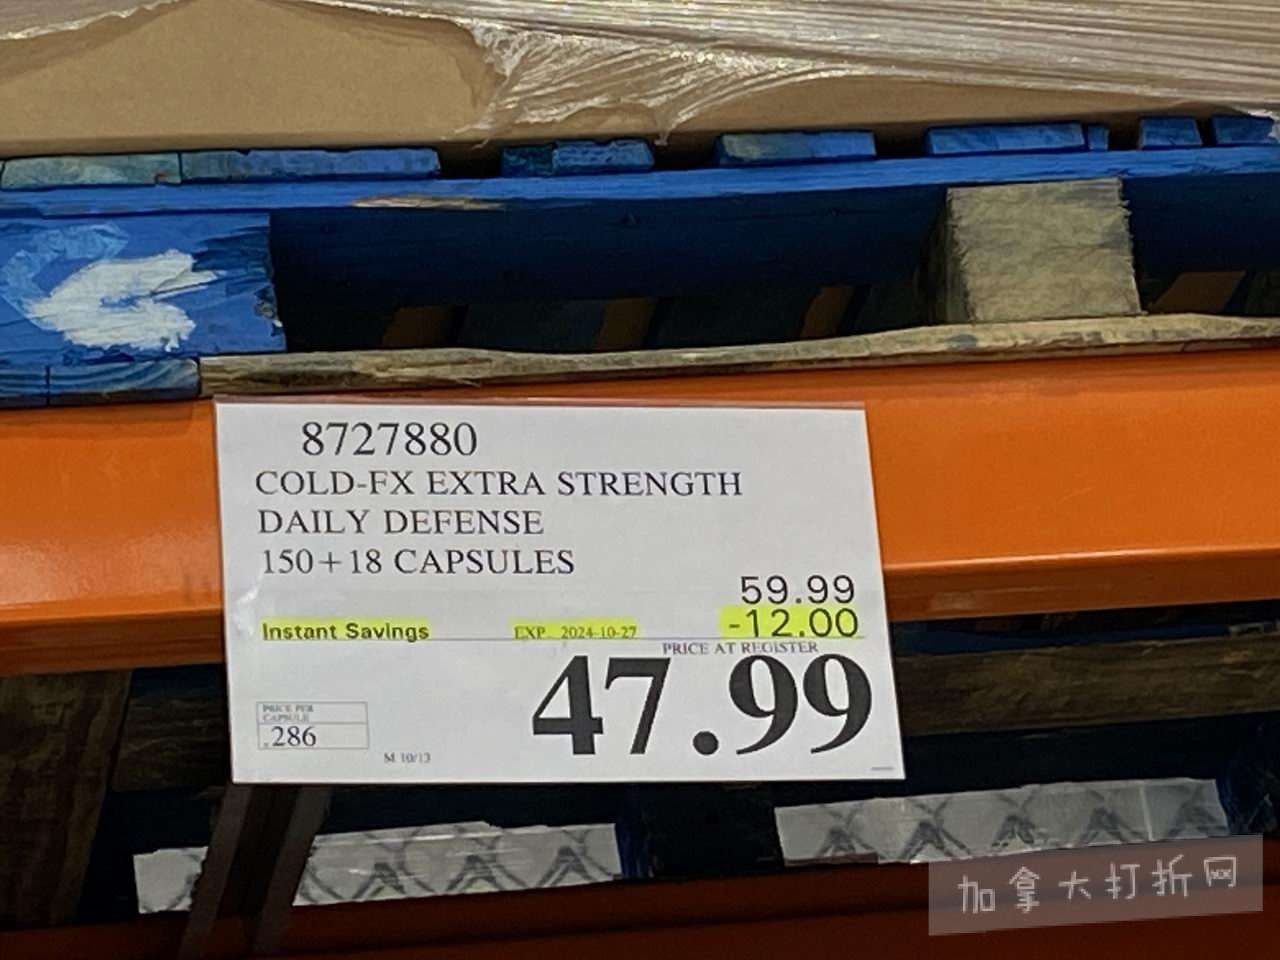 8727880
COLD-FX EXTRA STRENGTH
DAILY DEFENSE
150+18 CAPSULES
59.99
Instant Savings EXP. 2024-10-27 -12.00
PRICE AT REGISTER
47.99
PRICE PER
CAPSULE
.286
M 10/13
加拿大打折网